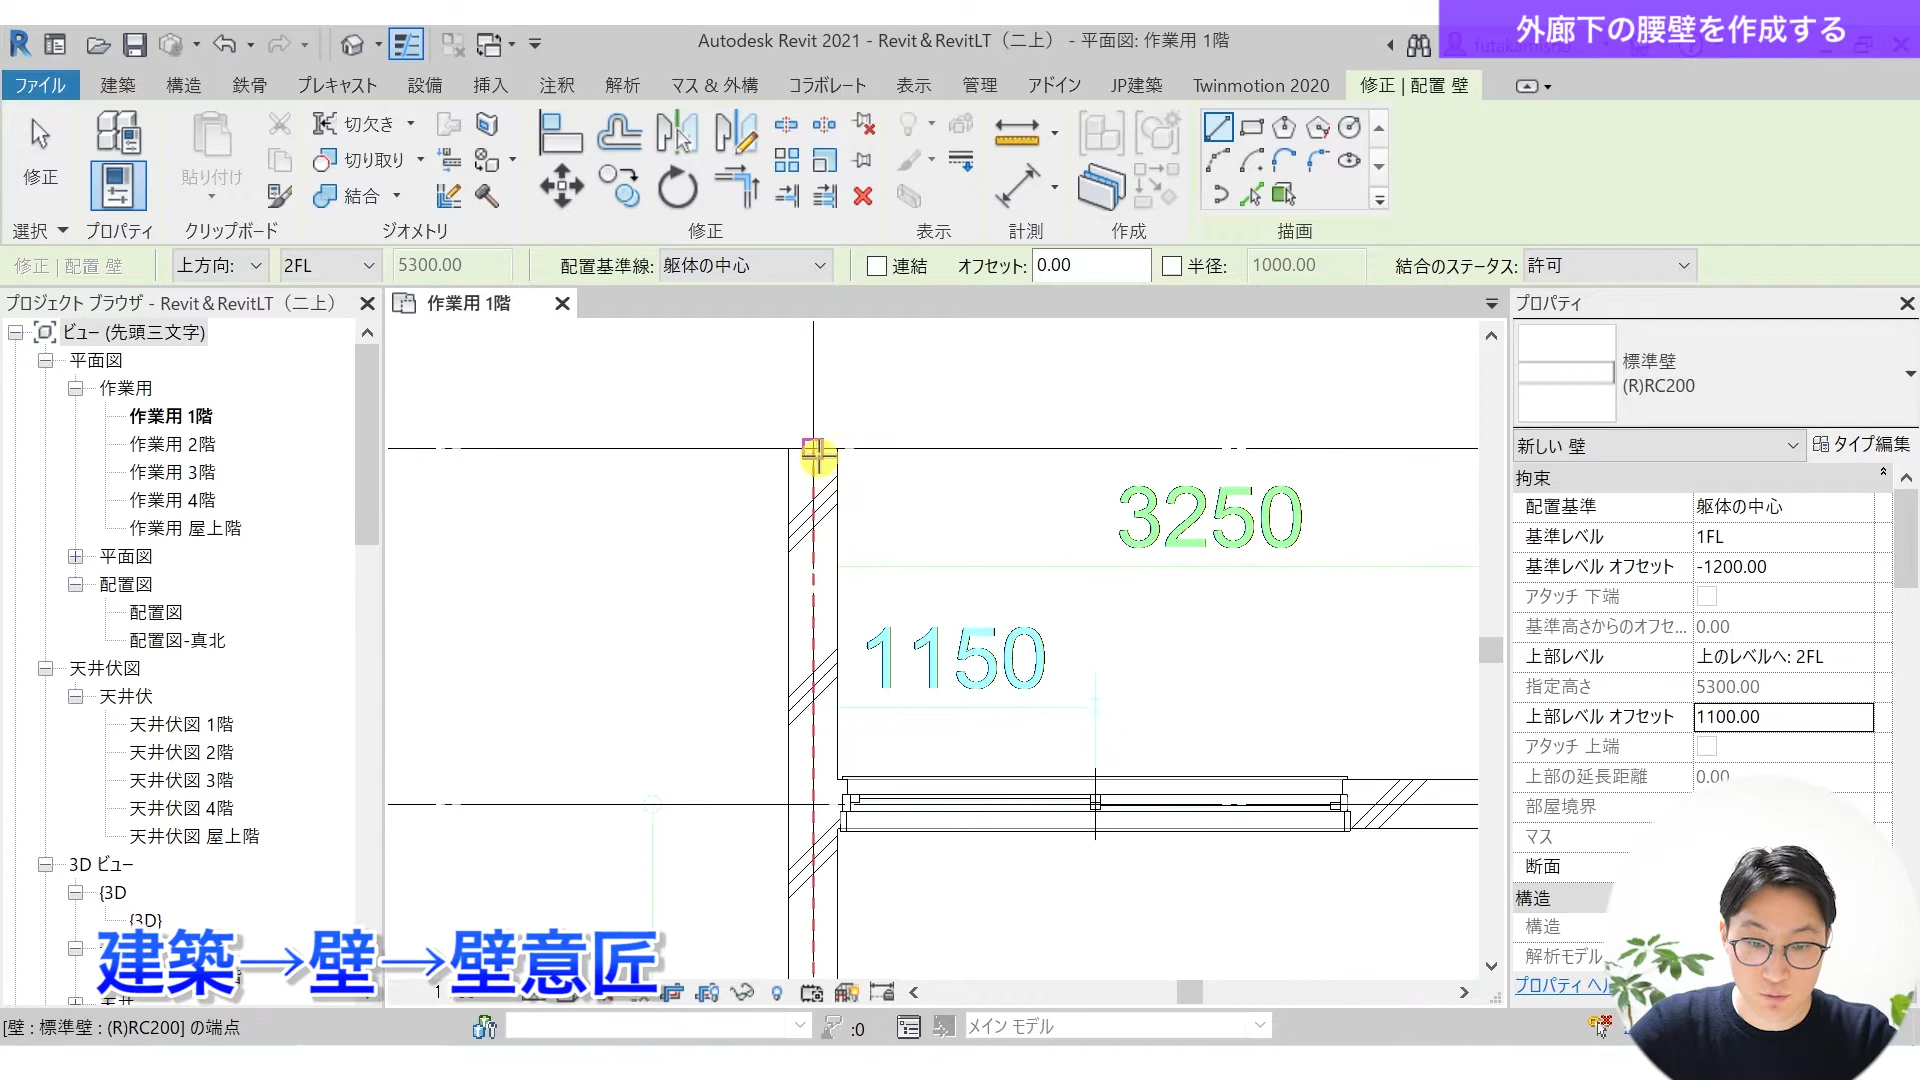 外廊下の腰壁を作成する
Autodesk Revit 2021 - Revit＆RevitLT（二上） - 平面図: 作業用 1階
ファイル 建築 構造 鉄骨 プレキャスト 設備 挿入 注釈 解析 マス & 外構 コラボレート 表示 管理 アドイン JP建築 Twinmotion 2020 修正 | 配置 壁
修正 貼り付け 切欠き 切り取り 結合
選択 プロパティ クリップボード ジオメトリ 修正 表示 計測 作成 描画
修正 | 配置 壁 上方向: 2FL 5300.00 配置基準線: 躯体の中心 連結 オフセット: 0.00 半径: 1000.00 結合のステータス: 許可
プロジェクト ブラウザ - Revit＆RevitLT（二上）
ビュー (先頭三文字)
平面図
作業用
作業用 1階
作業用 2階
作業用 3階
作業用 4階
作業用 屋上階
平面図
配置図
配置図
配置図-真北
天井伏図
天井伏
天井伏図 1階
天井伏図 2階
天井伏図 3階
天井伏図 4階
天井伏図 屋上階
3D ビュー
{3D
{3D}
作業用 1階
3250
1150
プロパティ
標準壁
(R)RC200
新しい 壁 タイプ編集
拘束
配置基準 躯体の中心
基準レベル 1FL
基準レベル オフセット -1200.00
アタッチ 下端
基準高さからのオフセ... 0.00
上部レベル 上のレベルへ: 2FL
指定高さ 5300.00
上部レベル オフセット 1100.00
アタッチ 上端
上部の延長距離 0.00
部屋境界
マス
断面
構造
構造
解析モデル
プロパティ ヘル
建築→壁→壁意匠
[壁 : 標準壁 : (R)RC200] の端点 :0 メイン モデル